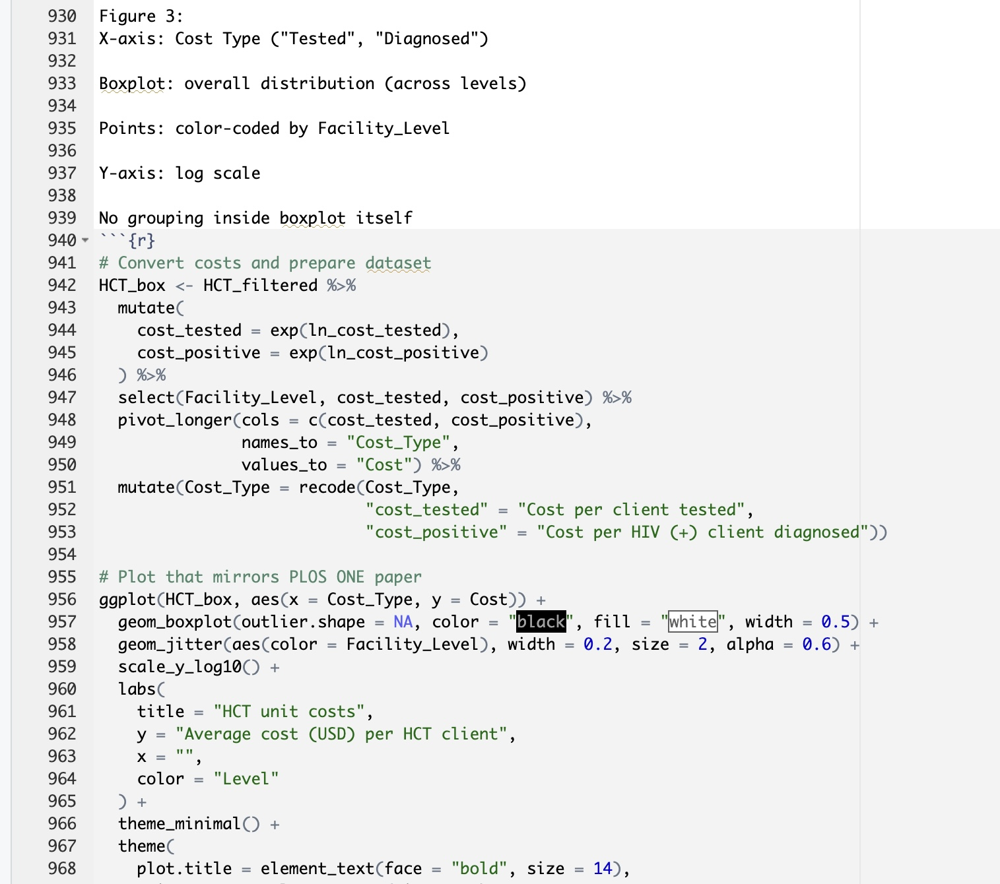 930 Figure 3:
931 X-axis: Cost Type ("Tested", "Diagnosed")
932
933 Boxplot: overall distribution (across levels)
934
935 Points: color-coded by Facility_Level
936
937 Y-axis: log scale
938
939 No grouping inside boxplot itself
940 ```{r}
941 # Convert costs and prepare dataset
942 HCT_box <- HCT_filtered %>%
943   mutate(
944     cost_tested = exp(ln_cost_tested),
945     cost_positive = exp(ln_cost_positive)
946   ) %>%
947   select(Facility_Level, cost_tested, cost_positive) %>%
948   pivot_longer(cols = c(cost_tested, cost_positive),
949                names_to = "Cost_Type",
950                values_to = "Cost") %>%
951   mutate(Cost_Type = recode(Cost_Type,
952                             "cost_tested" = "Cost per client tested",
953                             "cost_positive" = "Cost per HIV (+) client diagnosed"))
954
955 # Plot that mirrors PLOS ONE paper
956 ggplot(HCT_box, aes(x = Cost_Type, y = Cost)) +
957   geom_boxplot(outlier.shape = NA, color = "black", fill = "white", width = 0.5) +
958   geom_jitter(aes(color = Facility_Level), width = 0.2, size = 2, alpha = 0.6) +
959   scale_y_log10() +
960   labs(
961     title = "HCT unit costs",
962     y = "Average cost (USD) per HCT client",
963     x = "",
964     color = "Level"
965   ) +
966   theme_minimal() +
967   theme(
968     plot.title = element_text(face = "bold", size = 14),